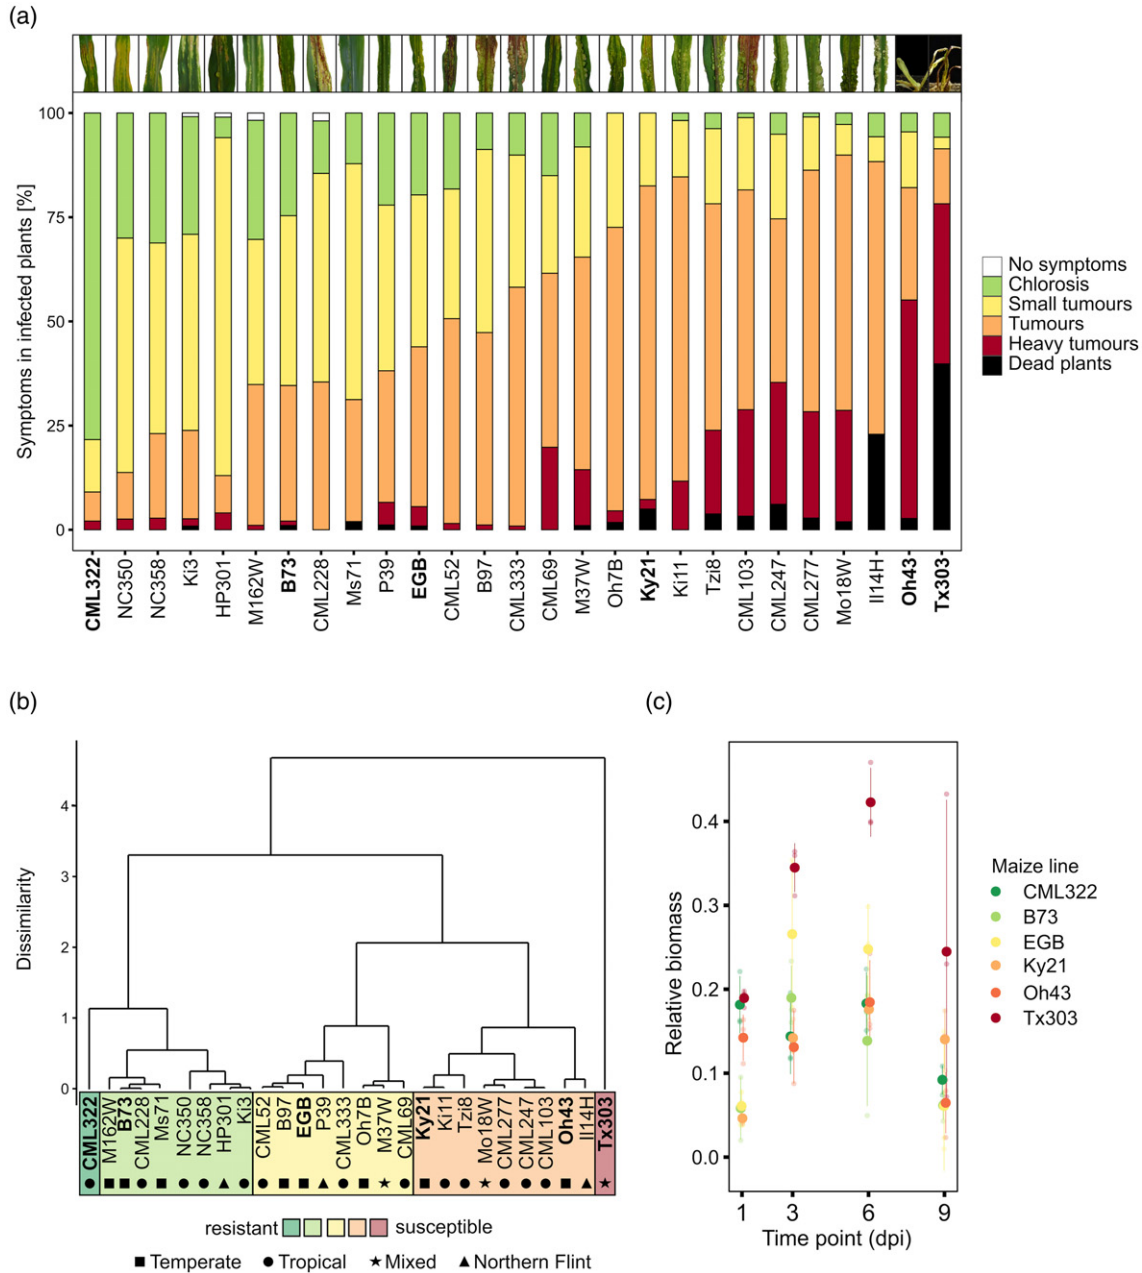 (a)
100
75
50
25
0
Symptoms in infected plants [%]
No symptoms
Chlorosis
Small tumours
Tumours
Heavy tumours
Dead plants
CML322
NC350
NC358
Ki3
HP301
M162W
B73
CML228
Ms71
P39
EGB
CML52
B97
CML333
CML69
M37W
Oh7B
Ky21
Ki11
Tzi8
CML103
CML247
CML277
Mo18W
Il14H
Oh43
Tx303
(b)
4
3
2
1
0
Dissimilarity
CML322
M162W
B73
CML228
Ms71
NC350
NC358
HP301
Ki3
CML52
B97
EGB
P39
CML333
Oh7B
M37W
CML69
Ky21
Ki11
Tzi8
Mo18W
CML277
CML247
CML103
Oh43
Il14H
Tx303
resistant susceptible
Temperate Tropical Mixed Northern Flint
(c)
0.4
0.3
0.2
0.1
0.0
Relative biomass
1 3 6 9
Time point (dpi)
Maize line
CML322
B73
EGB
Ky21
Oh43
Tx303